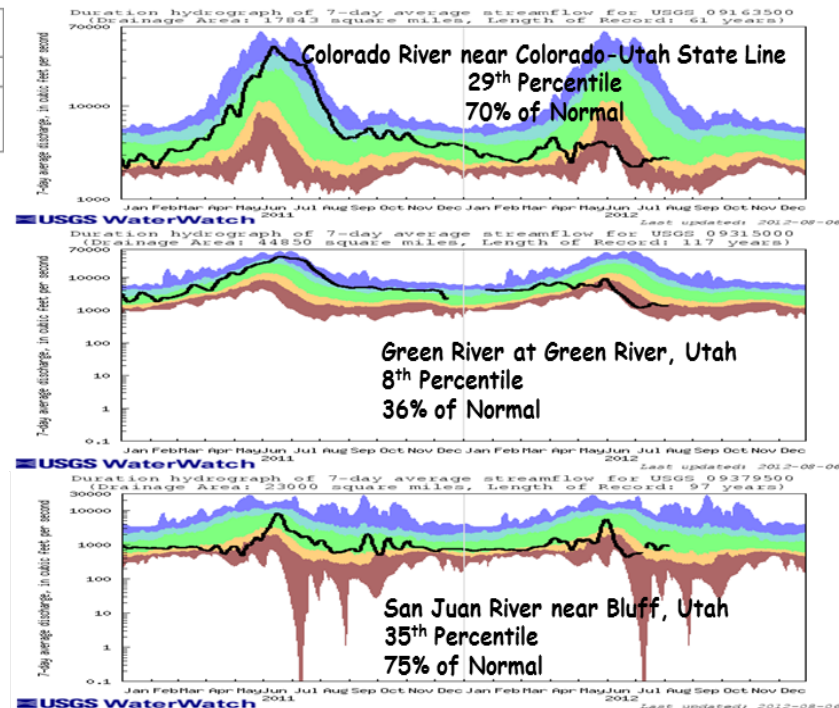 Duration hydrograph of 7-day average streamflow for USGS 09163500
(Drainage Area: 17843 square miles, Length of Record: 61 years)
7-day average discharge, in cubic feet per second
70000
10000
1000
Colorado River near Colorado-Utah State Line
29th Percentile
70% of Normal
Jan Feb Mar Apr May Jun Jul Aug Sep Oct Nov Dec Jan Feb Mar Apr May Jun Jul Aug Sep Oct Nov Dec
2011 2012
USGS WaterWatch Last updated: 2012-08-06
Duration hydrograph of 7-day average streamflow for USGS 09315000
(Drainage Area: 44850 square miles, Length of Record: 117 years)
7-day average discharge, in cubic feet per second
70000
10000
1000
100
10
1
0.1
Green River at Green River, Utah
8th Percentile
36% of Normal
Jan Feb Mar Apr May Jun Jul Aug Sep Oct Nov Dec Jan Feb Mar Apr May Jun Jul Aug Sep Oct Nov Dec
2011 2012
USGS WaterWatch Last updated: 2012-08-06
Duration hydrograph of 7-day average streamflow for USGS 09379500
(Drainage Area: 23000 square miles, Length of Record: 97 years)
7-day average discharge, in cubic feet per second
30000
10000
1000
100
10
1
0.1
San Juan River near Bluff, Utah
35th Percentile
75% of Normal
Jan Feb Mar Apr May Jun Jul Aug Sep Oct Nov Dec Jan Feb Mar Apr May Jun Jul Aug Sep Oct Nov Dec
2011 2012
USGS WaterWatch Last updated: 2012-08-06